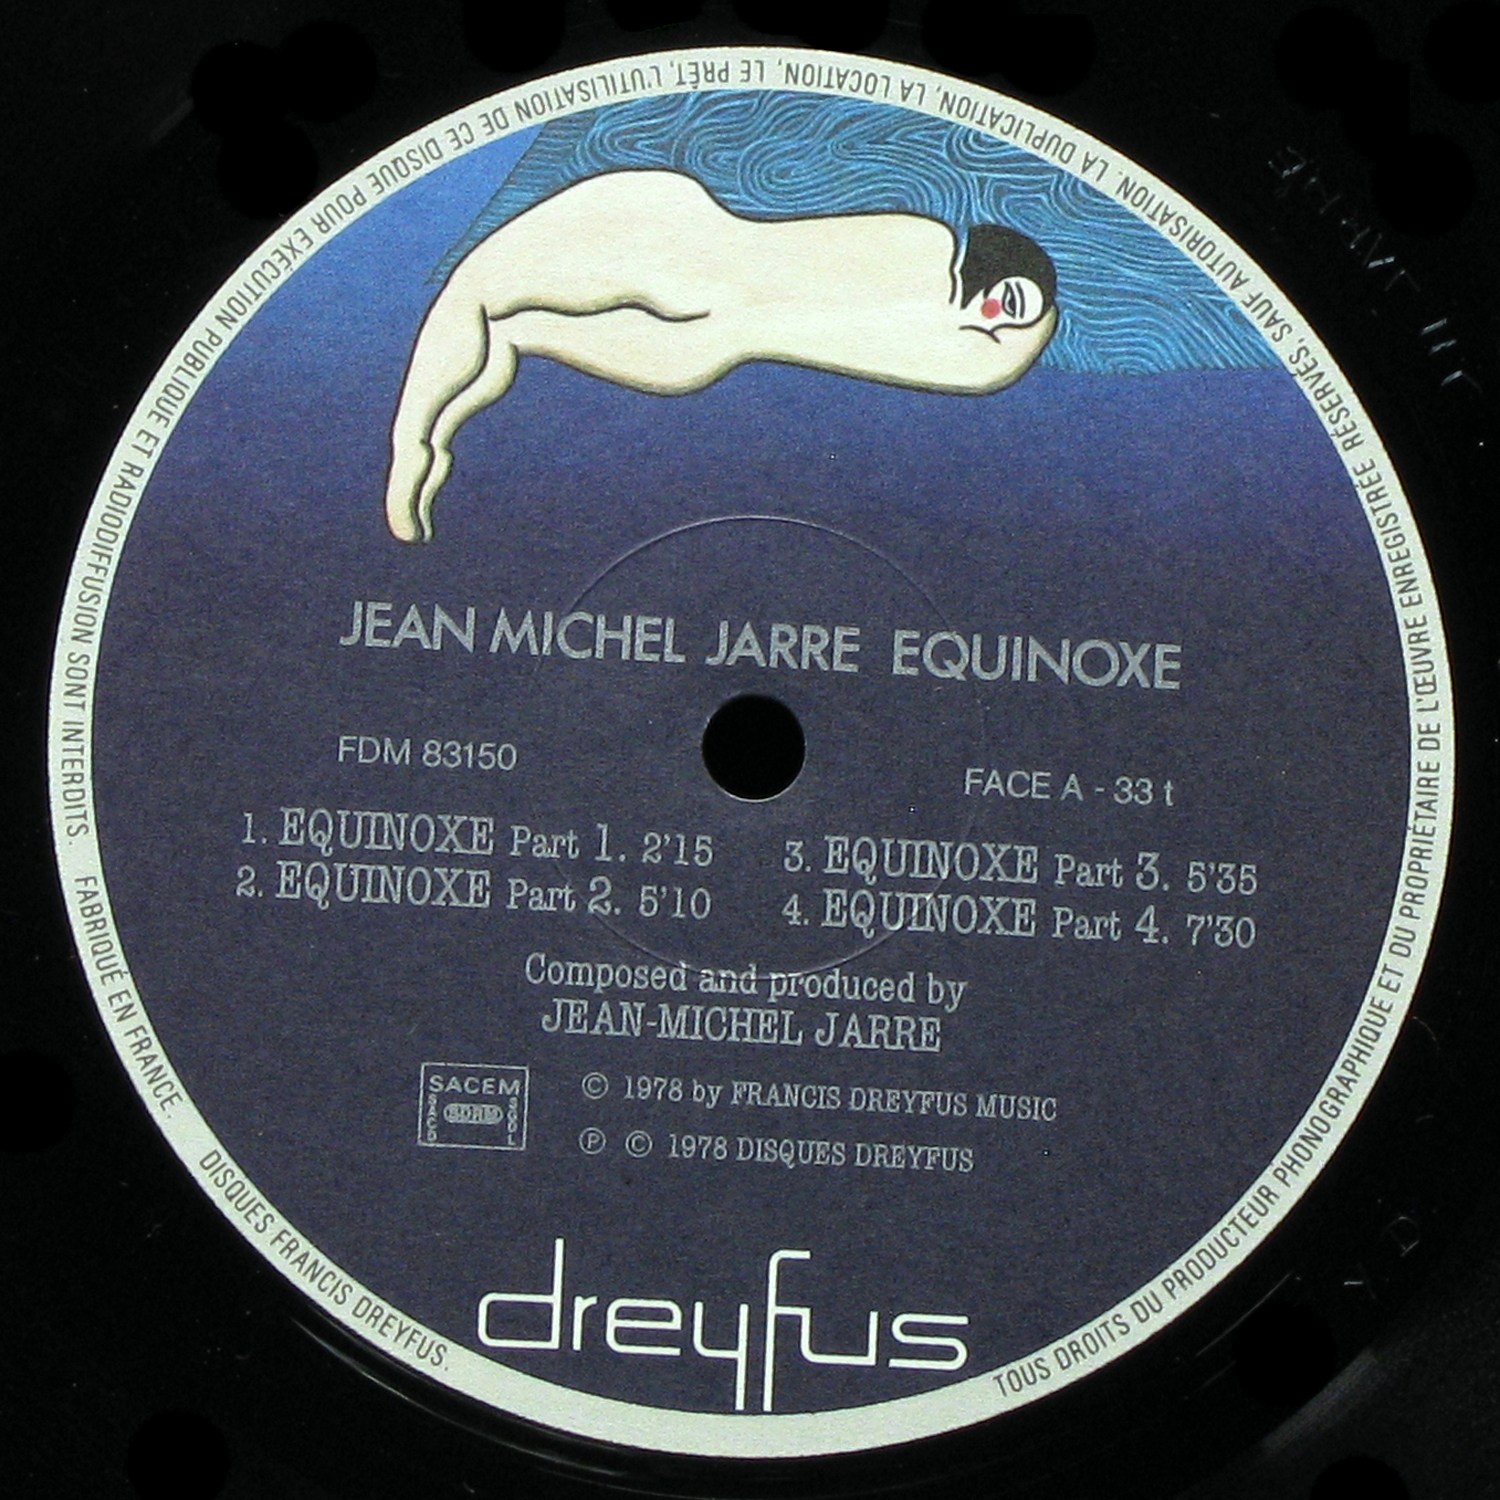 JEAN MICHEL JARRE EQUINOXE
FDM 83150
FACE A - 33 t
1. EQUINOXE Part 1. 2'15
2. EQUINOXE Part 2. 5'10
3. EQUINOXE Part 3. 5'35
4. EQUINOXE Part 4. 7'30
Composed and produced by
JEAN-MICHEL JARRE
SACEM
SACD
SDRM
SGDL
© 1978 by FRANCIS DREYFUS MUSIC
℗ © 1978 DISQUES DREYFUS
dreyfus
TOUS DROITS DU PRODUCTEUR PHONOGRAPHIQUE ET DU PROPRIÉTAIRE DE L'ŒUVRE ENREGISTRÉE RÉSERVÉS. SAUF AUTORISATION, LA DUPLICATION, LA LOCATION, LE PRÊT, L'UTILISATION DE CE DISQUE POUR EXÉCUTION PUBLIQUE ET RADIODIFFUSION SONT INTERDITS. FABRIQUÉ EN FRANCE. DISQUES FRANCIS DREYFUS.